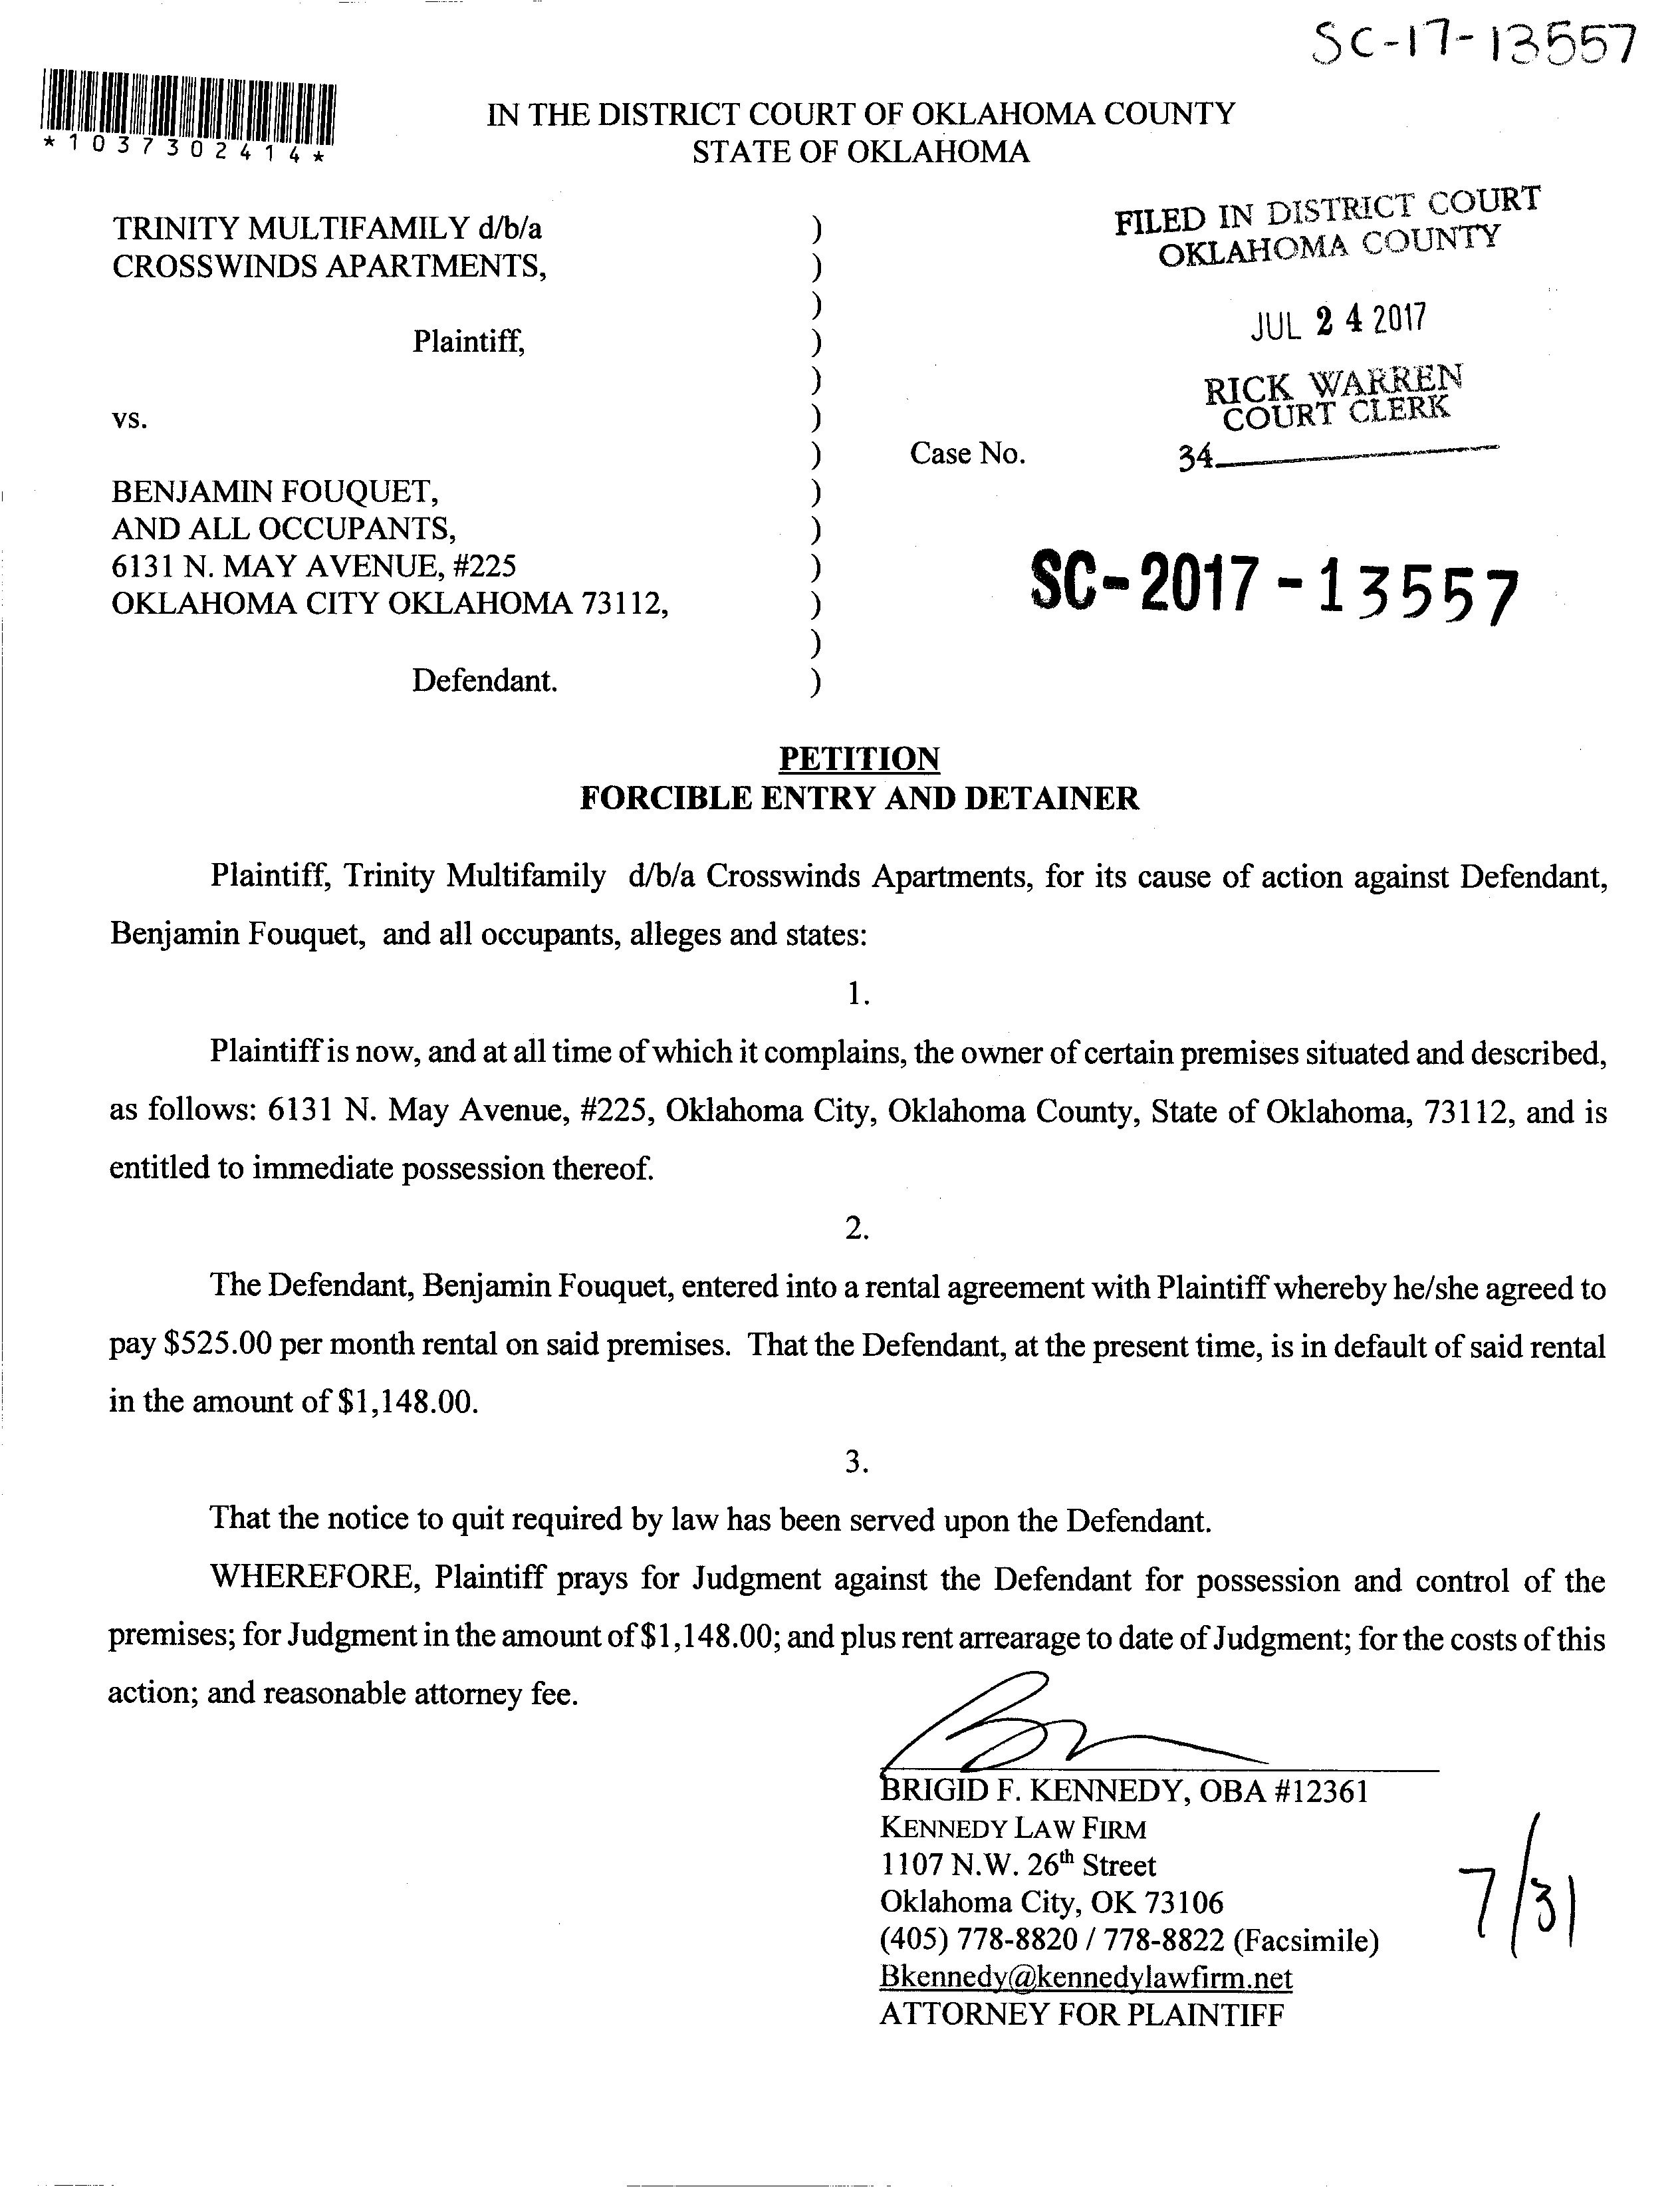 SC-17-13557
*1037302414*
IN THE DISTRICT COURT OF OKLAHOMA COUNTY
STATE OF OKLAHOMA
TRINITY MULTIFAMILY d/b/a )
CROSSWINDS APARTMENTS, )
)
Plaintiff, )
)
vs. )
) Case No.
BENJAMIN FOUQUET, )
AND ALL OCCUPANTS, )
6131 N. MAY AVENUE, #225 )
OKLAHOMA CITY OKLAHOMA 73112, )
)
Defendant. )
FILED IN DISTRICT COURT
OKLAHOMA COUNTY
JUL 24 2017
RICK WARREN
COURT CLERK
34
SC-2017-13557
PETITION
FORCIBLE ENTRY AND DETAINER
Plaintiff, Trinity Multifamily d/b/a Crosswinds Apartments, for its cause of action against Defendant,
Benjamin Fouquet, and all occupants, alleges and states:
1.
Plaintiff is now, and at all time of which it complains, the owner of certain premises situated and described,
as follows: 6131 N. May Avenue, #225, Oklahoma City, Oklahoma County, State of Oklahoma, 73112, and is
entitled to immediate possession thereof.
2.
The Defendant, Benjamin Fouquet, entered into a rental agreement with Plaintiff whereby he/she agreed to
pay $525.00 per month rental on said premises. That the Defendant, at the present time, is in default of said rental
in the amount of $1,148.00.
3.
That the notice to quit required by law has been served upon the Defendant.
WHEREFORE, Plaintiff prays for Judgment against the Defendant for possession and control of the
premises; for Judgment in the amount of $1,148.00; and plus rent arrearage to date of Judgment; for the costs of this
action; and reasonable attorney fee.
BRIGID F. KENNEDY, OBA #12361
KENNEDY LAW FIRM
1107 N.W. 26th Street
Oklahoma City, OK 73106
(405) 778-8820 / 778-8822 (Facsimile)
Bkennedy@kennedylawfirm.net
ATTORNEY FOR PLAINTIFF
7/31